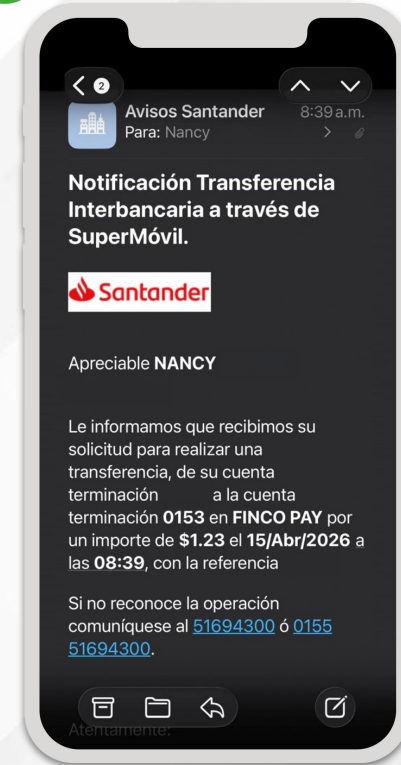 2
Avisos Santander 8:39 a.m.
Para: Nancy
Notificación Transferencia
Interbancaria a través de
SuperMóvil.
Santander
Apreciable NANCY
Le informamos que recibimos su
solicitud para realizar una
transferencia, de su cuenta
terminación a la cuenta
terminación 0153 en FINCO PAY por
un importe de $1.23 el 15/Abr/2026 a
las 08:39, con la referencia
Si no reconoce la operación
comuníquese al 51694300 ó 0155
51694300.
Atentamente: